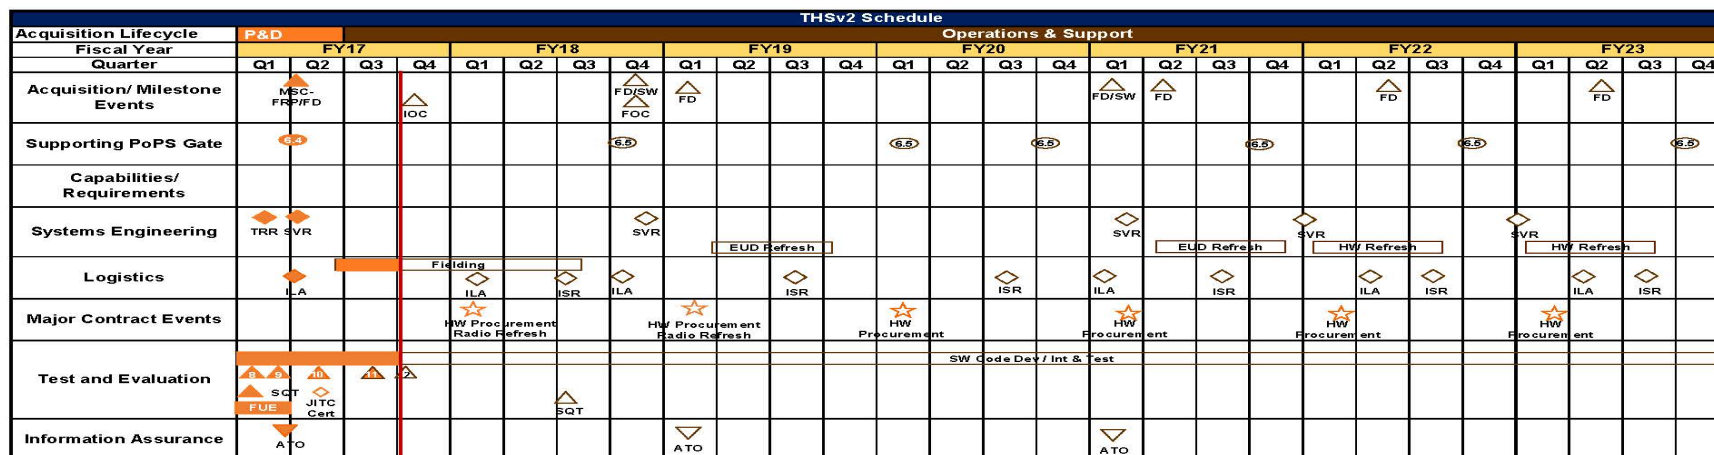 THSv2 Schedule
Acquisition Lifecycle P&D Operations & Support
Fiscal Year FY17 FY18 FY19 FY20 FY21 FY22 FY23
Quarter Q1 Q2 Q3 Q4 Q1 Q2 Q3 Q4 Q1 Q2 Q3 Q4 Q1 Q2 Q3 Q4 Q1 Q2 Q3 Q4 Q1 Q2 Q3 Q4 Q1 Q2 Q3 Q4
Acquisition/ Milestone
Events
MSC-
FRP/FD
IOC
FD/SW
FOC
FD
FD/SW
FD
FD
FD
Supporting PoPS Gate 6.4 6.5 6.5 6.5 6.5 6.5 6.5
Capabilities/
Requirements
Systems Engineering
TRR SVR SVR SVR SVR SVR
EUD Refresh EUD Refresh HW Refresh HW Refresh
Logistics
Fielding
ILA ILA ISR ILA ISR ISR ILA ISR ILA ISR ILA ISR
Major Contract Events
HW Procurement
Radio Refresh
HW Procurement
Radio Refresh
HW
Procurement
HW
Procurement
HW
Procurement
HW
Procurement
Test and Evaluation
SW Code Dev / Int & Test
8 9 10 11
SQT
FUE
JITC
Cert
SQT
Information Assurance
ATO ATO ATO